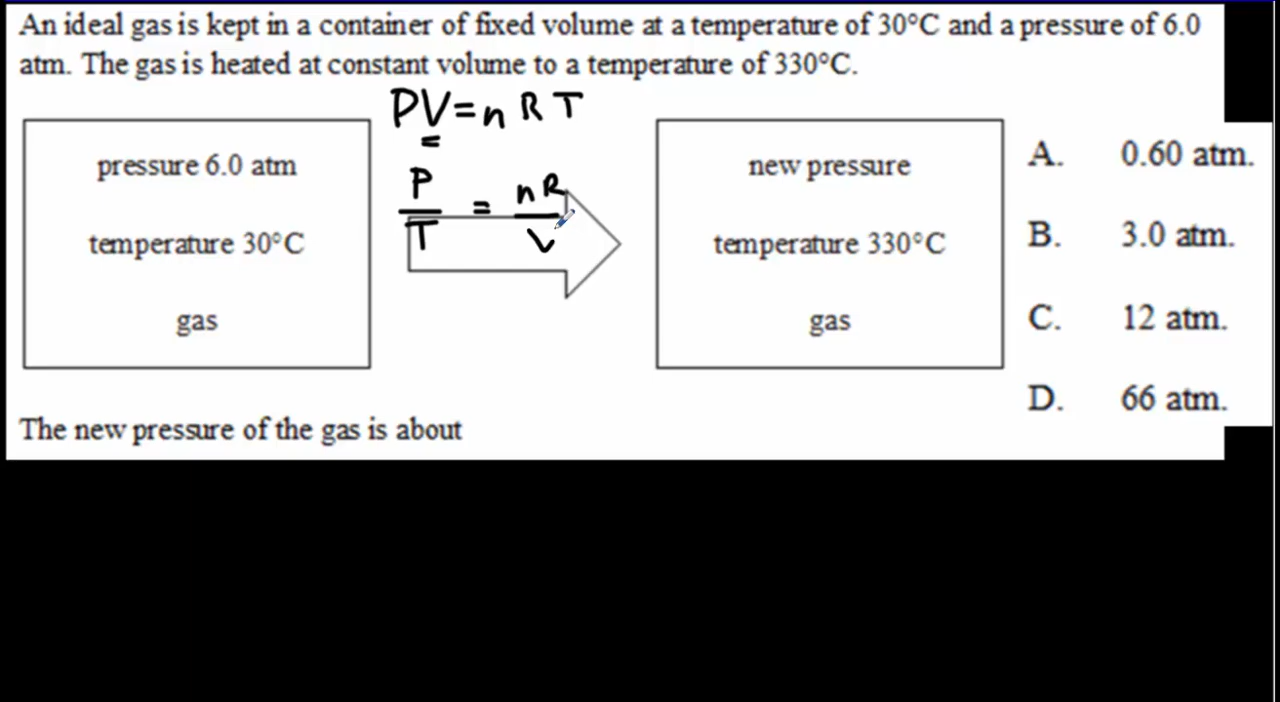 An ideal gas is kept in a container of fixed volume at a temperature of 30°C and a pressure of 6.0
atm. The gas is heated at constant volume to a temperature of 330°C.
PV=nRT
P/T = nR/V
pressure 6.0 atm
temperature 30°C
gas
new pressure
temperature 330°C
gas
A. 0.60 atm.
B. 3.0 atm.
C. 12 atm.
D. 66 atm.
The new pressure of the gas is about